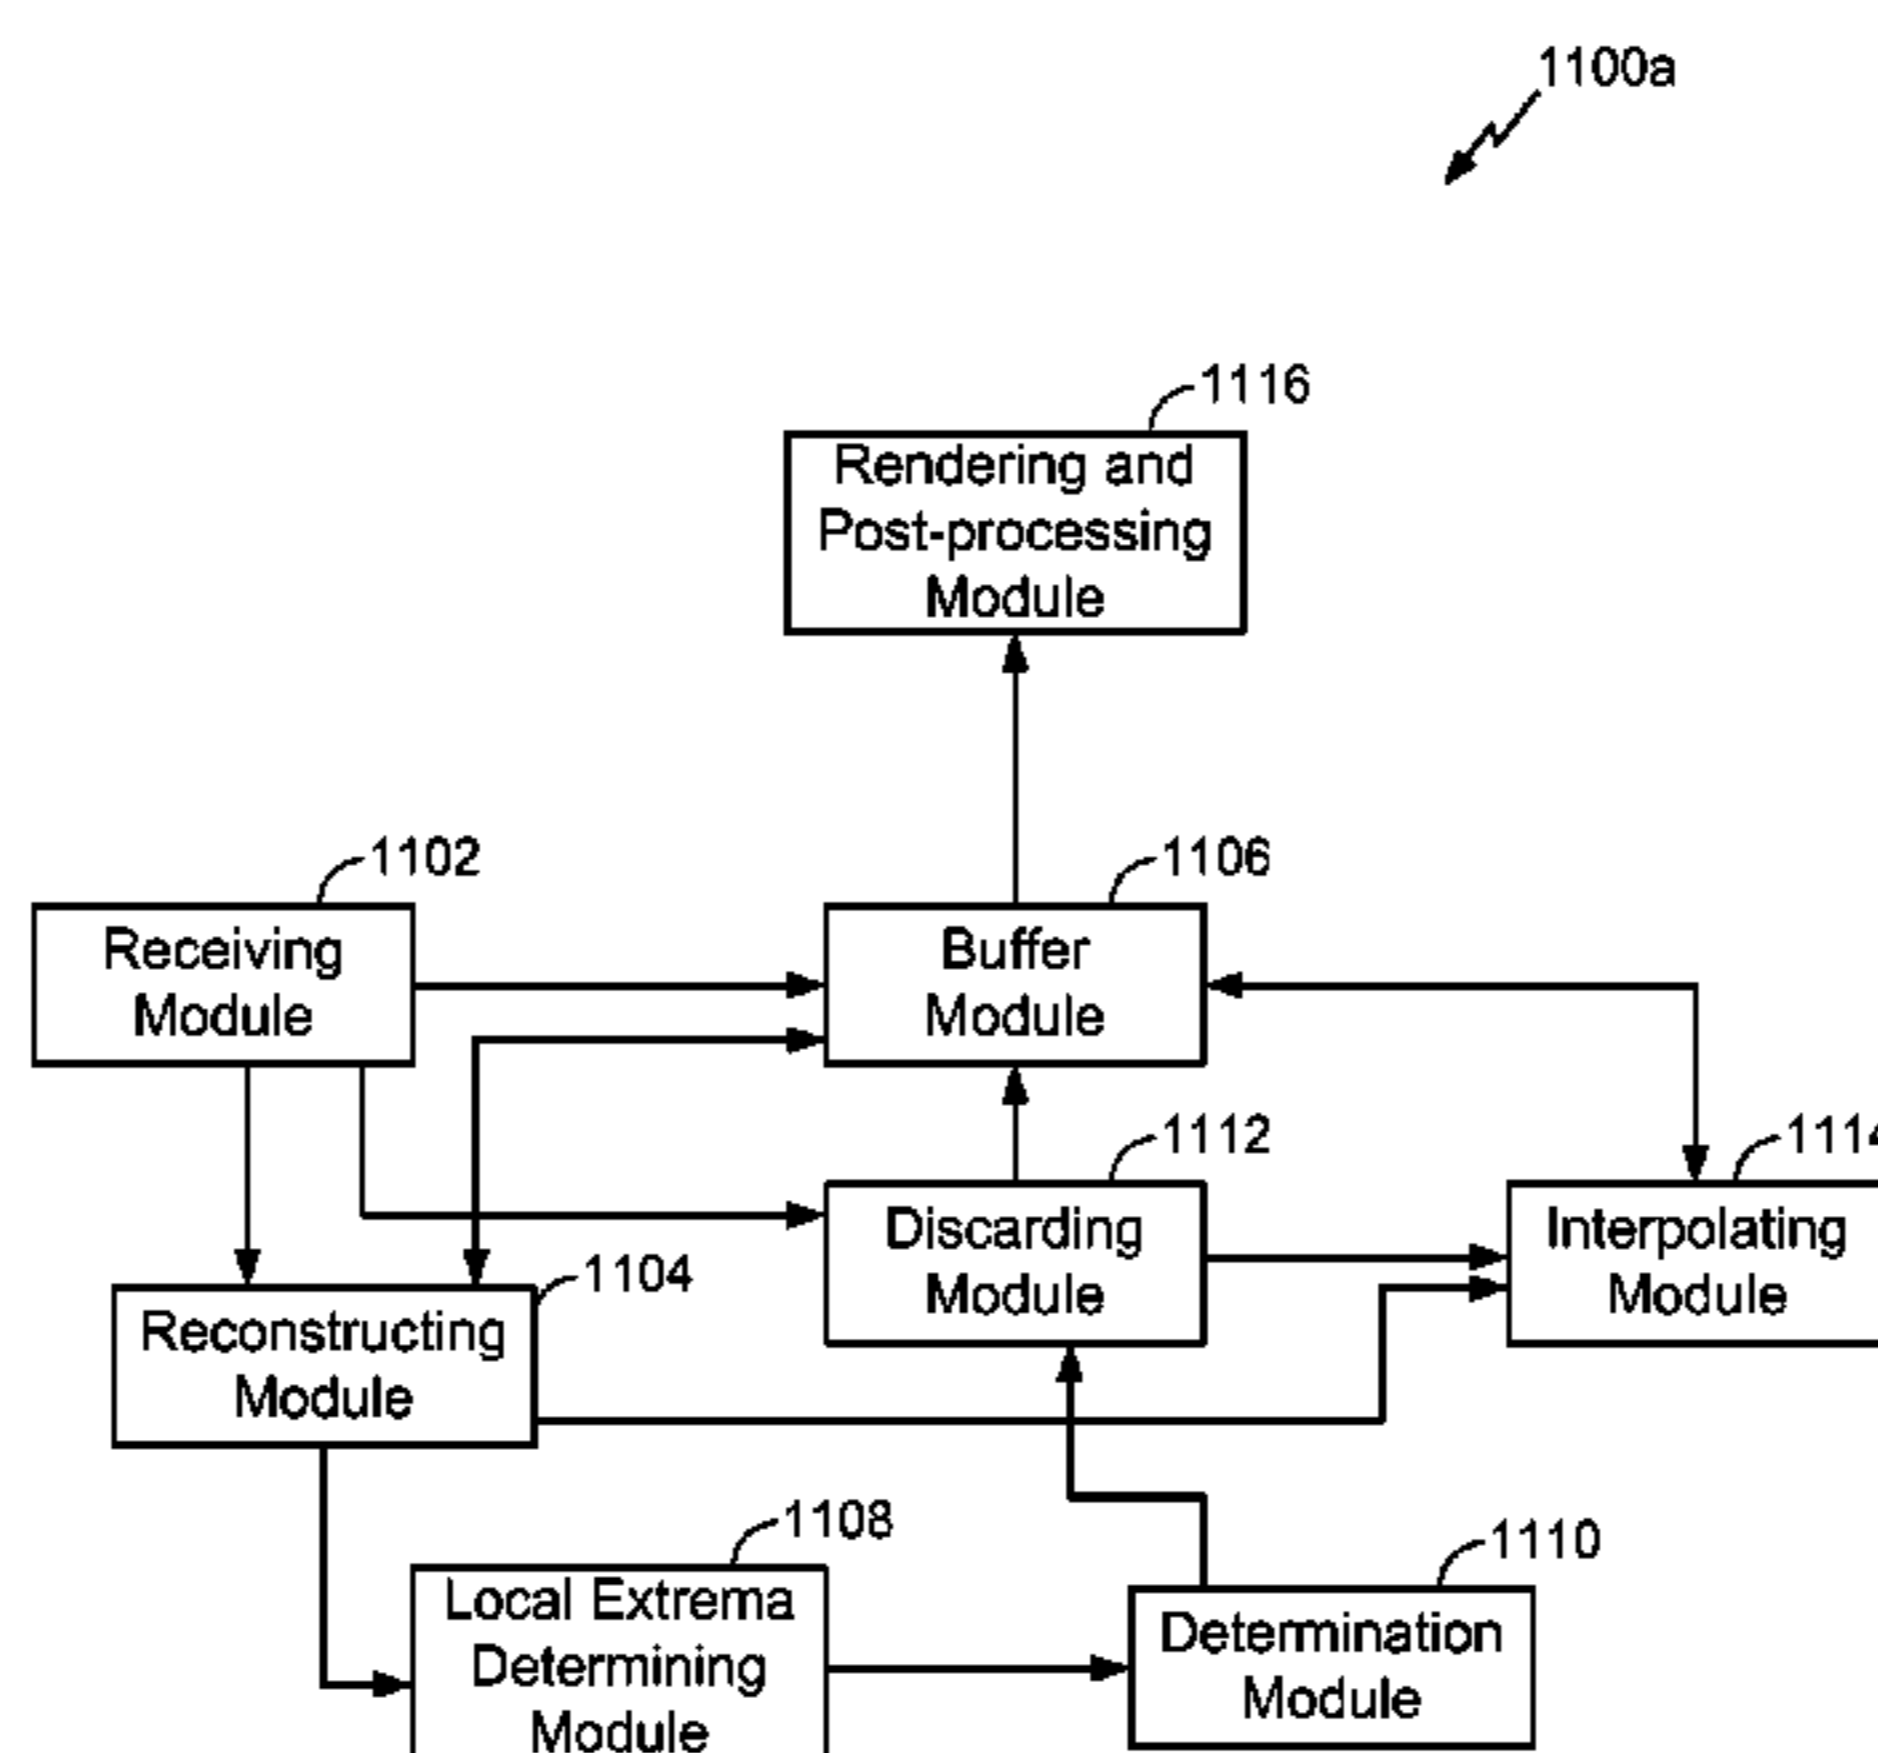 1100a
1116
Rendering and
Post-processing
Module
1102
Receiving
Module
1106
Buffer
Module
1112
Discarding
Module
1114
Interpolating
Module
1104
Reconstructing
Module
1108
Local Extrema
Determining
Module
1110
Determination
Module